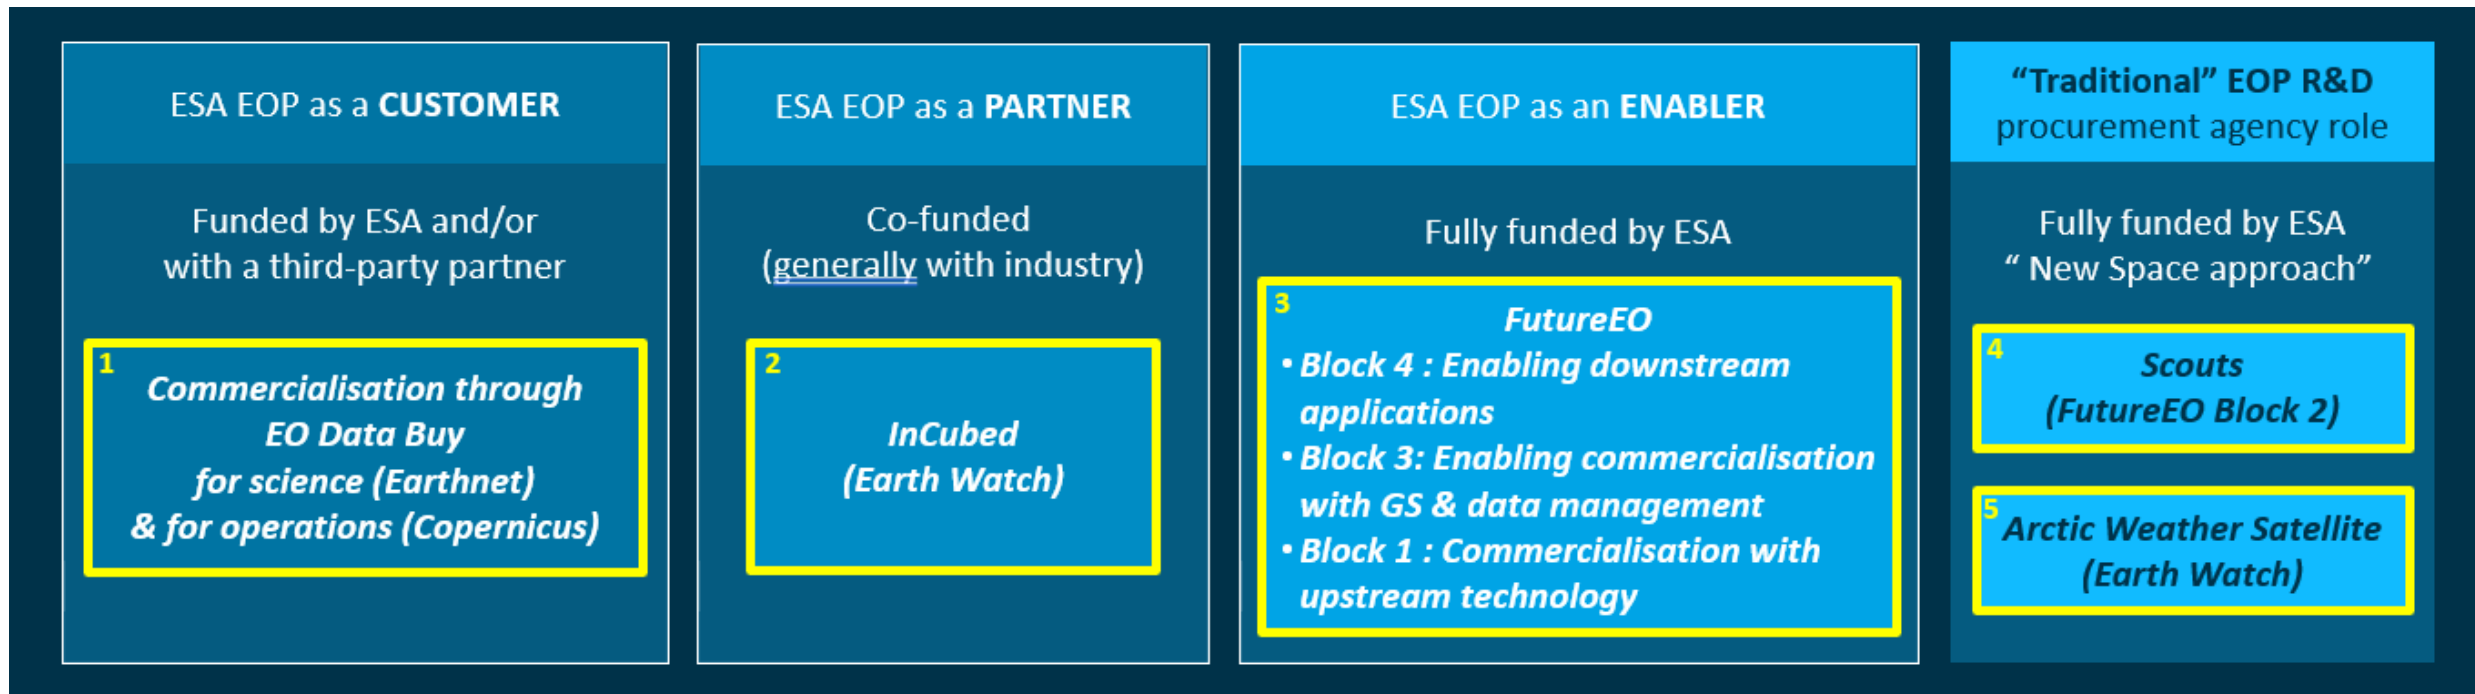 ESA EOP as a CUSTOMER
Funded by ESA and/or
with a third-party partner
1
Commercialisation through
EO Data Buy
for science (Earthnet)
& for operations (Copernicus)
ESA EOP as a PARTNER
Co-funded
(generally with industry)
2
InCubed
(Earth Watch)
ESA EOP as an ENABLER
Fully funded by ESA
3
FutureEO
• Block 4 : Enabling downstream
applications
• Block 3: Enabling commercialisation
with GS & data management
• Block 1 : Commercialisation with
upstream technology
“Traditional” EOP R&D
procurement agency role
Fully funded by ESA
“ New Space approach”
4
Scouts
(FutureEO Block 2)
5
Arctic Weather Satellite
(Earth Watch)